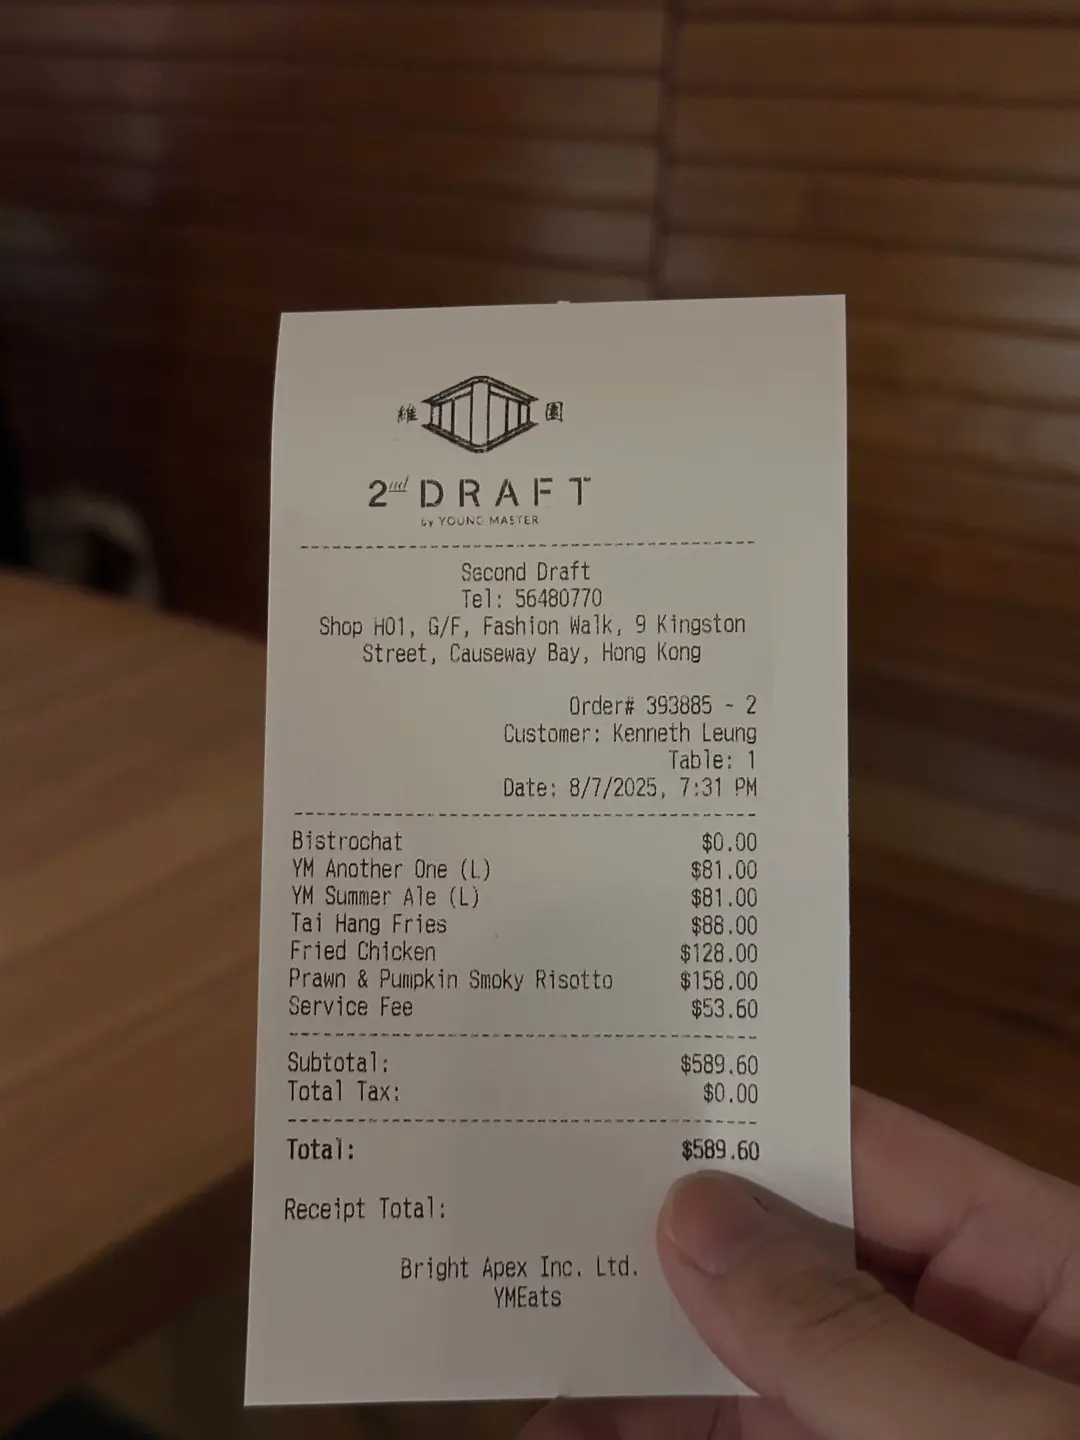 維 園
2nd DRAFT
by YOUNG MASTER
Second Draft
Tel: 56480770
Shop H01, G/F, Fashion Walk, 9 Kingston
Street, Causeway Bay, Hong Kong
Order# 393885 - 2
Customer: Kenneth Leung
Table: 1
Date: 8/7/2025, 7:31 PM
Bistrochat $0.00
YM Another One (L) $81.00
YM Summer Ale (L) $81.00
Tai Hang Fries $88.00
Fried Chicken $128.00
Prawn & Pumpkin Smoky Risotto $158.00
Service Fee $53.60
Subtotal: $589.60
Total Tax: $0.00
Total: $589.60
Receipt Total:
Bright Apex Inc. Ltd.
YMEats